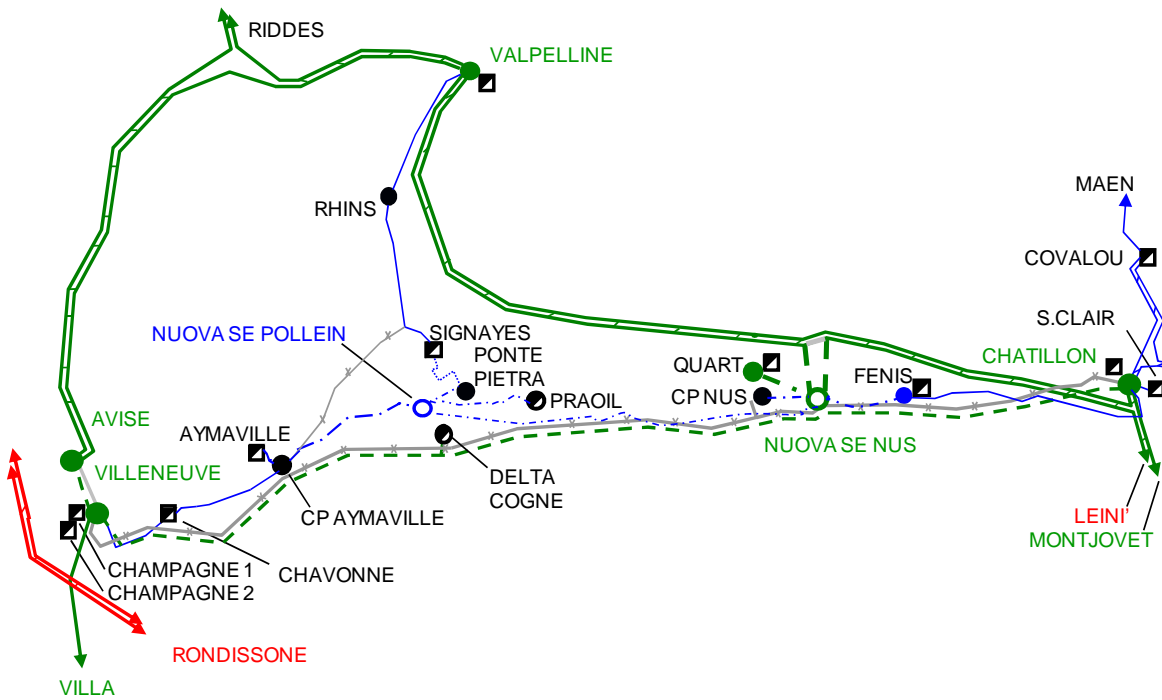 RIDDES
VALPELLINE
MAEN
RHINS
COVALOU
NUOVA SE POLLEIN
SIGNAYES
S.CLAIR
PONTE
PIETRA
QUART
CHATILLON
FENIS
CP NUS
PRAOIL
AVISE
AYMAVILLE
NUOVA SE NUS
VILLENEUVE
DELTA
COGNE
CP AYMAVILLE
LEINI'
MONTJOVET
CHAMPAGNE 1
CHAVONNE
CHAMPAGNE 2
RONDISSONE
VILLA